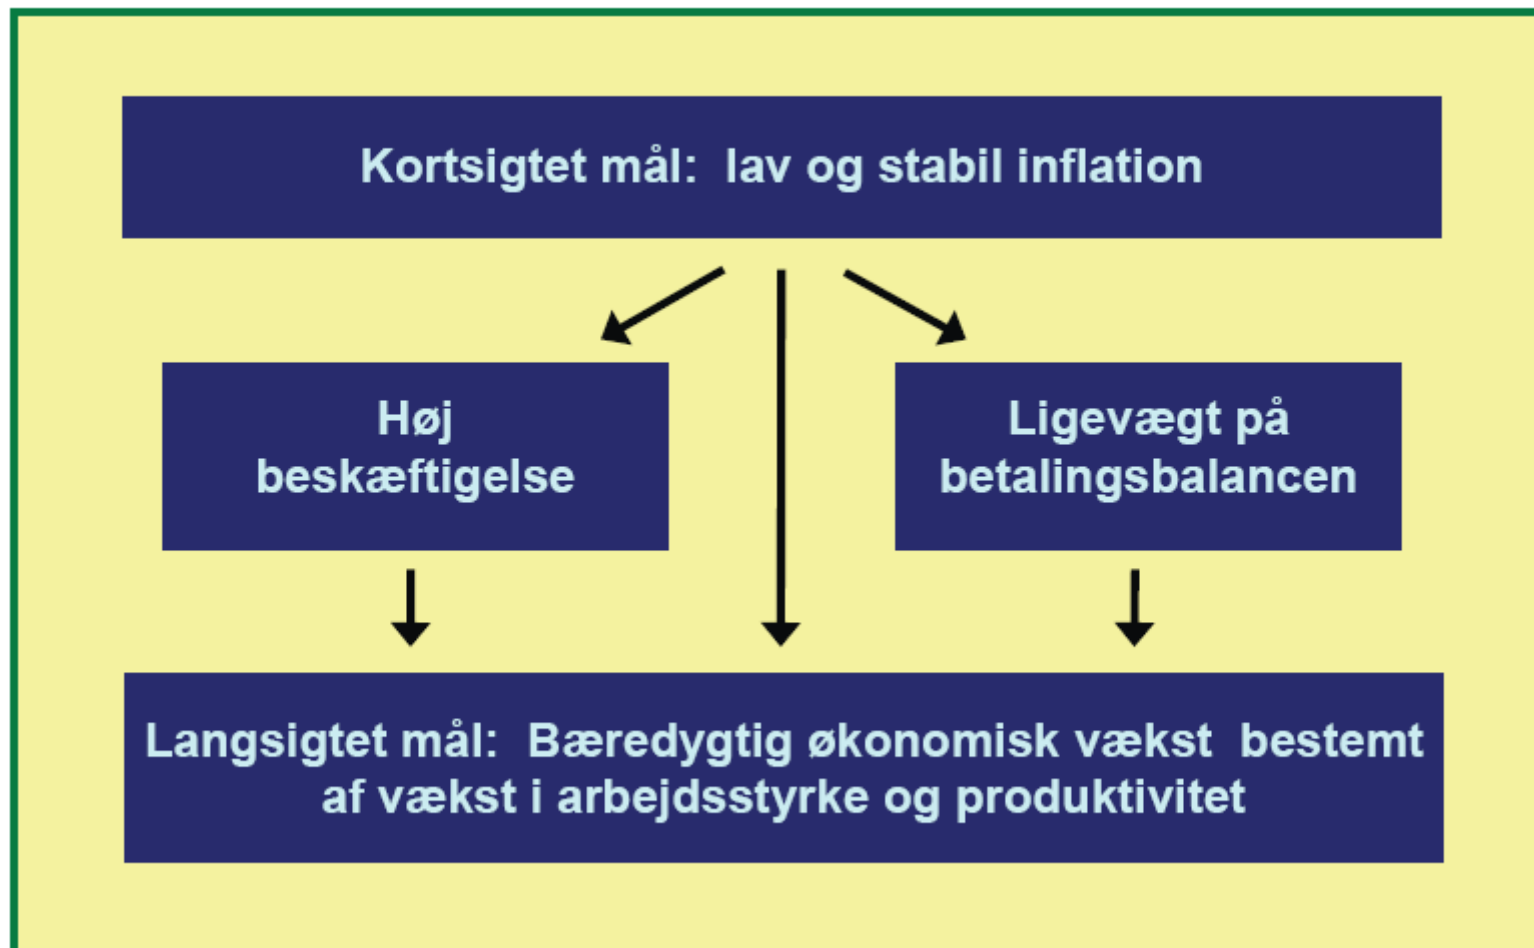 Kortsigtet mål:  lav og stabil inflation
Høj
beskæftigelse
Ligevægt på
betalingsbalancen
Langsigtet mål:  Bæredygtig økonomisk vækst  bestemt
af vækst i arbejdsstyrke og produktivitet